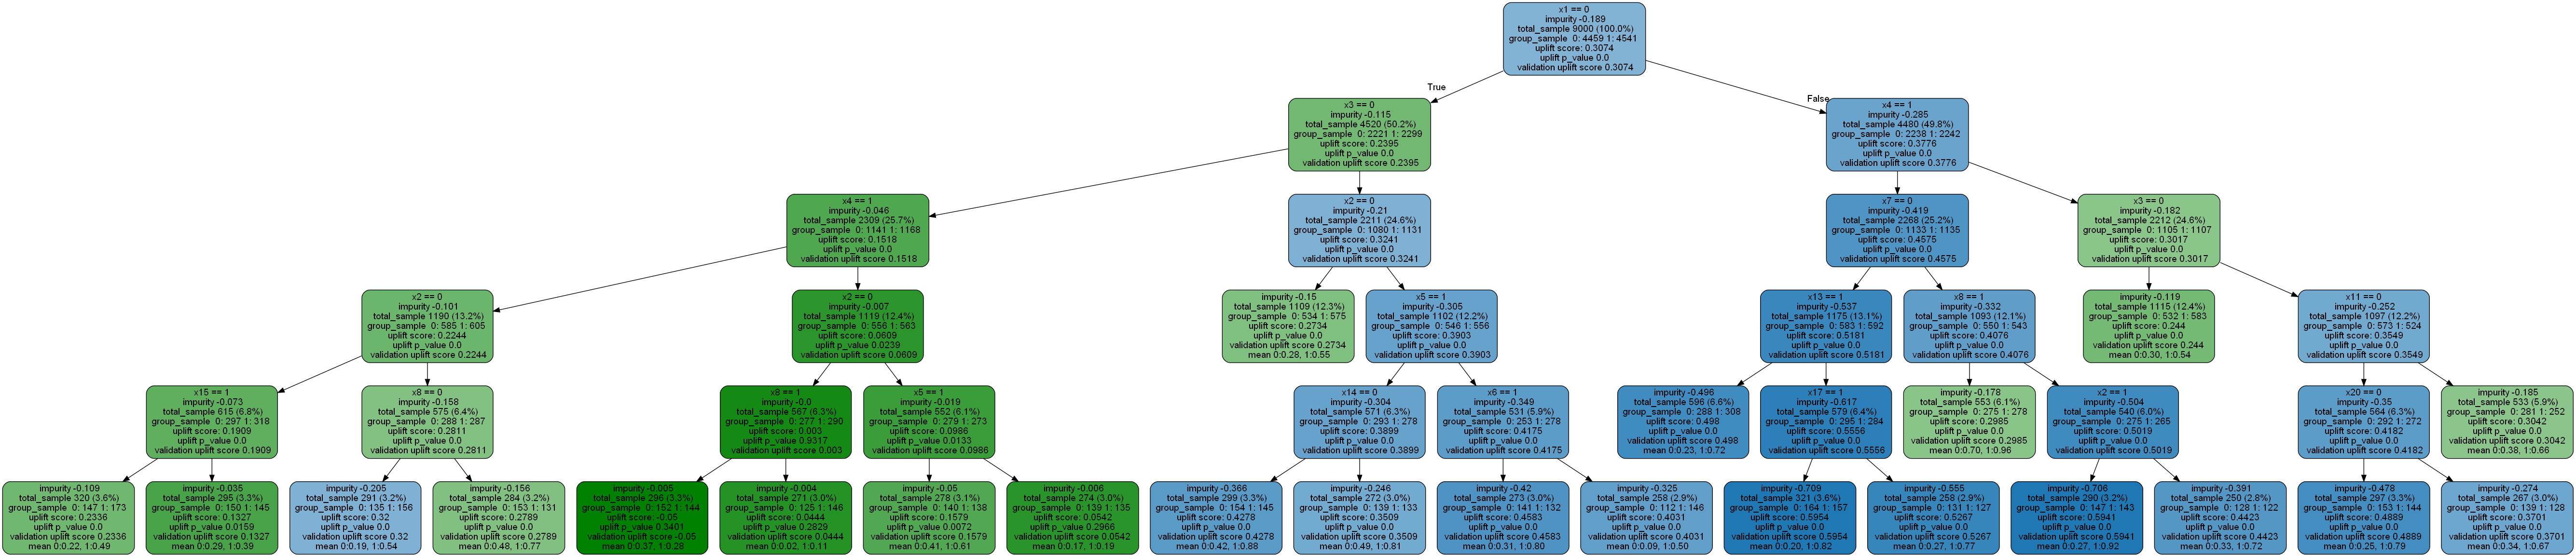 x1 == 0
impurity -0.189
total_sample 9000 (100.0%)
group_sample 0: 4459 1: 4541
uplift score: 0.3074
uplift p_value 0.0
validation uplift score 0.3074
True
False
x3 == 0
impurity -0.115
total_sample 4520 (50.2%)
group_sample 0: 2221 1: 2299
uplift score: 0.2395
uplift p_value 0.0
validation uplift score 0.2395
x4 == 1
impurity -0.285
total_sample 4480 (49.8%)
group_sample 0: 2238 1: 2242
uplift score: 0.3776
uplift p_value 0.0
validation uplift score 0.3776
x4 == 1
impurity -0.046
total_sample 2309 (25.7%)
group_sample 0: 1141 1: 1168
uplift score: 0.1518
uplift p_value 0.0
validation uplift score 0.1518
x2 == 0
impurity -0.21
total_sample 2211 (24.6%)
group_sample 0: 1080 1: 1131
uplift score: 0.3241
uplift p_value 0.0
validation uplift score 0.3241
x7 == 0
impurity -0.419
total_sample 2268 (25.2%)
group_sample 0: 1133 1: 1135
uplift score: 0.4575
uplift p_value 0.0
validation uplift score 0.4575
x3 == 0
impurity -0.182
total_sample 2212 (24.6%)
group_sample 0: 1105 1: 1107
uplift score: 0.3017
uplift p_value 0.0
validation uplift score 0.3017
x2 == 0
impurity -0.101
total_sample 1190 (13.2%)
group_sample 0: 585 1: 605
uplift score: 0.2244
uplift p_value 0.0
validation uplift score 0.2244
x2 == 0
impurity -0.007
total_sample 1119 (12.4%)
group_sample 0: 556 1: 563
uplift score: 0.0609
uplift p_value 0.0239
validation uplift score 0.0609
impurity -0.15
total_sample 1109 (12.3%)
group_sample 0: 534 1: 575
uplift score: 0.2734
uplift p_value 0.0
validation uplift score 0.2734
mean 0:0.28, 1:0.55
x5 == 1
impurity -0.305
total_sample 1102 (12.2%)
group_sample 0: 546 1: 556
uplift score: 0.3903
uplift p_value 0.0
validation uplift score 0.3903
x13 == 1
impurity -0.537
total_sample 1175 (13.1%)
group_sample 0: 583 1: 592
uplift score: 0.5181
uplift p_value 0.0
validation uplift score 0.5181
x8 == 1
impurity -0.332
total_sample 1093 (12.1%)
group_sample 0: 550 1: 543
uplift score: 0.4076
uplift p_value 0.0
validation uplift score 0.4076
impurity -0.119
total_sample 1115 (12.4%)
group_sample 0: 532 1: 583
uplift score: 0.244
uplift p_value 0.0
validation uplift score 0.244
mean 0:0.30, 1:0.54
x11 == 0
impurity -0.252
total_sample 1097 (12.2%)
group_sample 0: 573 1: 524
uplift score: 0.3549
uplift p_value 0.0
validation uplift score 0.3549
x15 == 1
impurity -0.073
total_sample 615 (6.8%)
group_sample 0: 297 1: 318
uplift score: 0.1909
uplift p_value 0.0
validation uplift score 0.1909
x8 == 0
impurity -0.158
total_sample 575 (6.4%)
group_sample 0: 288 1: 287
uplift score: 0.2811
uplift p_value 0.0
validation uplift score 0.2811
x8 == 1
impurity -0.0
total_sample 567 (6.3%)
group_sample 0: 277 1: 290
uplift score: 0.003
uplift p_value 0.9317
validation uplift score 0.003
x5 == 1
impurity -0.019
total_sample 552 (6.1%)
group_sample 0: 279 1: 273
uplift score: 0.0986
uplift p_value 0.0133
validation uplift score 0.0986
x14 == 0
impurity -0.304
total_sample 571 (6.3%)
group_sample 0: 293 1: 278
uplift score: 0.3899
uplift p_value 0.0
validation uplift score 0.3899
x6 == 1
impurity -0.349
total_sample 531 (5.9%)
group_sample 0: 253 1: 278
uplift score: 0.4175
uplift p_value 0.0
validation uplift score 0.4175
impurity -0.496
total_sample 596 (6.6%)
group_sample 0: 288 1: 308
uplift score: 0.498
uplift p_value 0.0
validation uplift score 0.498
mean 0:0.23, 1:0.72
x17 == 1
impurity -0.617
total_sample 579 (6.4%)
group_sample 0: 295 1: 284
uplift score: 0.5556
uplift p_value 0.0
validation uplift score 0.5556
impurity -0.178
total_sample 553 (6.1%)
group_sample 0: 275 1: 278
uplift score: 0.2985
uplift p_value 0.0
validation uplift score 0.2985
mean 0:0.70, 1:0.96
x2 == 1
impurity -0.504
total_sample 540 (6.0%)
group_sample 0: 275 1: 265
uplift score: 0.5019
uplift p_value 0.0
validation uplift score 0.5019
x20 == 0
impurity -0.35
total_sample 564 (6.3%)
group_sample 0: 292 1: 272
uplift score: 0.4182
uplift p_value 0.0
validation uplift score 0.4182
impurity -0.185
total_sample 533 (5.9%)
group_sample 0: 281 1: 252
uplift score: 0.3042
uplift p_value 0.0
validation uplift score 0.3042
mean 0:0.38, 1:0.66
impurity -0.109
total_sample 320 (3.6%)
group_sample 0: 147 1: 173
uplift score: 0.2336
uplift p_value 0.0
validation uplift score 0.2336
mean 0:0.22, 1:0.49
impurity -0.035
total_sample 295 (3.3%)
group_sample 0: 150 1: 145
uplift score: 0.1327
uplift p_value 0.0159
validation uplift score 0.1327
mean 0:0.29, 1:0.39
impurity -0.205
total_sample 291 (3.2%)
group_sample 0: 135 1: 156
uplift score: 0.32
uplift p_value 0.0
validation uplift score 0.32
mean 0:0.19, 1:0.54
impurity -0.156
total_sample 284 (3.2%)
group_sample 0: 153 1: 131
uplift score: 0.2789
uplift p_value 0.0
validation uplift score 0.2789
mean 0:0.48, 1:0.77
impurity -0.005
total_sample 296 (3.3%)
group_sample 0: 152 1: 144
uplift score: -0.05
uplift p_value 0.3401
validation uplift score -0.05
mean 0:0.37, 1:0.28
impurity -0.004
total_sample 271 (3.0%)
group_sample 0: 125 1: 146
uplift score: 0.0444
uplift p_value 0.2829
validation uplift score 0.0444
mean 0:0.02, 1:0.11
impurity -0.05
total_sample 278 (3.1%)
group_sample 0: 140 1: 138
uplift score: 0.1579
uplift p_value 0.0072
validation uplift score 0.1579
mean 0:0.41, 1:0.61
impurity -0.006
total_sample 274 (3.0%)
group_sample 0: 139 1: 135
uplift score: 0.0542
uplift p_value 0.2966
validation uplift score 0.0542
mean 0:0.17, 1:0.19
impurity -0.366
total_sample 299 (3.3%)
group_sample 0: 154 1: 145
uplift score: 0.4278
uplift p_value 0.0
validation uplift score 0.4278
mean 0:0.42, 1:0.88
impurity -0.246
total_sample 272 (3.0%)
group_sample 0: 139 1: 133
uplift score: 0.3509
uplift p_value 0.0
validation uplift score 0.3509
mean 0:0.49, 1:0.81
impurity -0.42
total_sample 273 (3.0%)
group_sample 0: 141 1: 132
uplift score: 0.4583
uplift p_value 0.0
validation uplift score 0.4583
mean 0:0.31, 1:0.80
impurity -0.325
total_sample 258 (2.9%)
group_sample 0: 112 1: 146
uplift score: 0.4031
uplift p_value 0.0
validation uplift score 0.4031
mean 0:0.09, 1:0.50
impurity -0.709
total_sample 321 (3.6%)
group_sample 0: 164 1: 157
uplift score: 0.5954
uplift p_value 0.0
validation uplift score 0.5954
mean 0:0.20, 1:0.82
impurity -0.555
total_sample 258 (2.9%)
group_sample 0: 131 1: 127
uplift score: 0.5267
uplift p_value 0.0
validation uplift score 0.5267
mean 0:0.27, 1:0.77
impurity -0.706
total_sample 290 (3.2%)
group_sample 0: 147 1: 143
uplift score: 0.5941
uplift p_value 0.0
validation uplift score 0.5941
mean 0:0.27, 1:0.92
impurity -0.391
total_sample 250 (2.8%)
group_sample 0: 128 1: 122
uplift score: 0.4423
uplift p_value 0.0
validation uplift score 0.4423
mean 0:0.33, 1:0.72
impurity -0.478
total_sample 297 (3.3%)
group_sample 0: 153 1: 144
uplift score: 0.4889
uplift p_value 0.0
validation uplift score 0.4889
mean 0:0.25, 1:0.79
impurity -0.274
total_sample 267 (3.0%)
group_sample 0: 139 1: 128
uplift score: 0.3701
uplift p_value 0.0
validation uplift score 0.3701
mean 0:0.34, 1:0.67